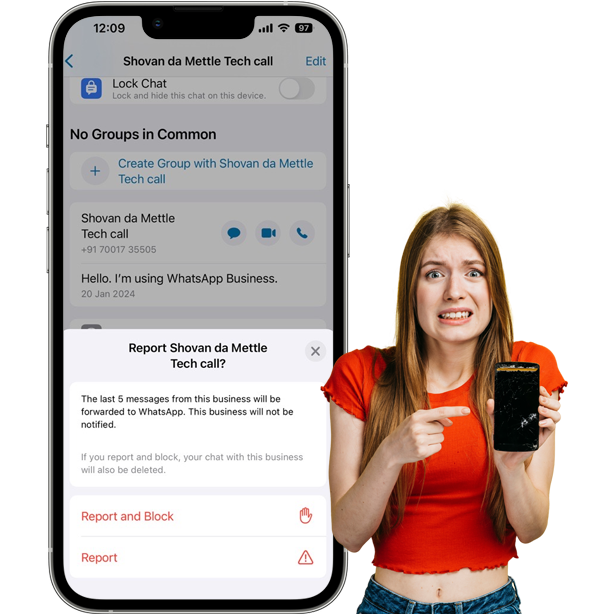 12:09
97
Shovan da Mettle Tech call
Edit
Lock Chat
Lock and hide this chat on this device.
No Groups in Common
Create Group with Shovan da Mettle
Tech call
Shovan da Mettle
Tech call
+91 70017 35505
Hello. I'm using WhatsApp Business.
20 Jan 2024
Report Shovan da Mettle
Tech call?
The last 5 messages from this business will be
forwarded to WhatsApp. This business will not be
notified.
If you report and block, your chat with this business
will also be deleted.
Report and Block
Report